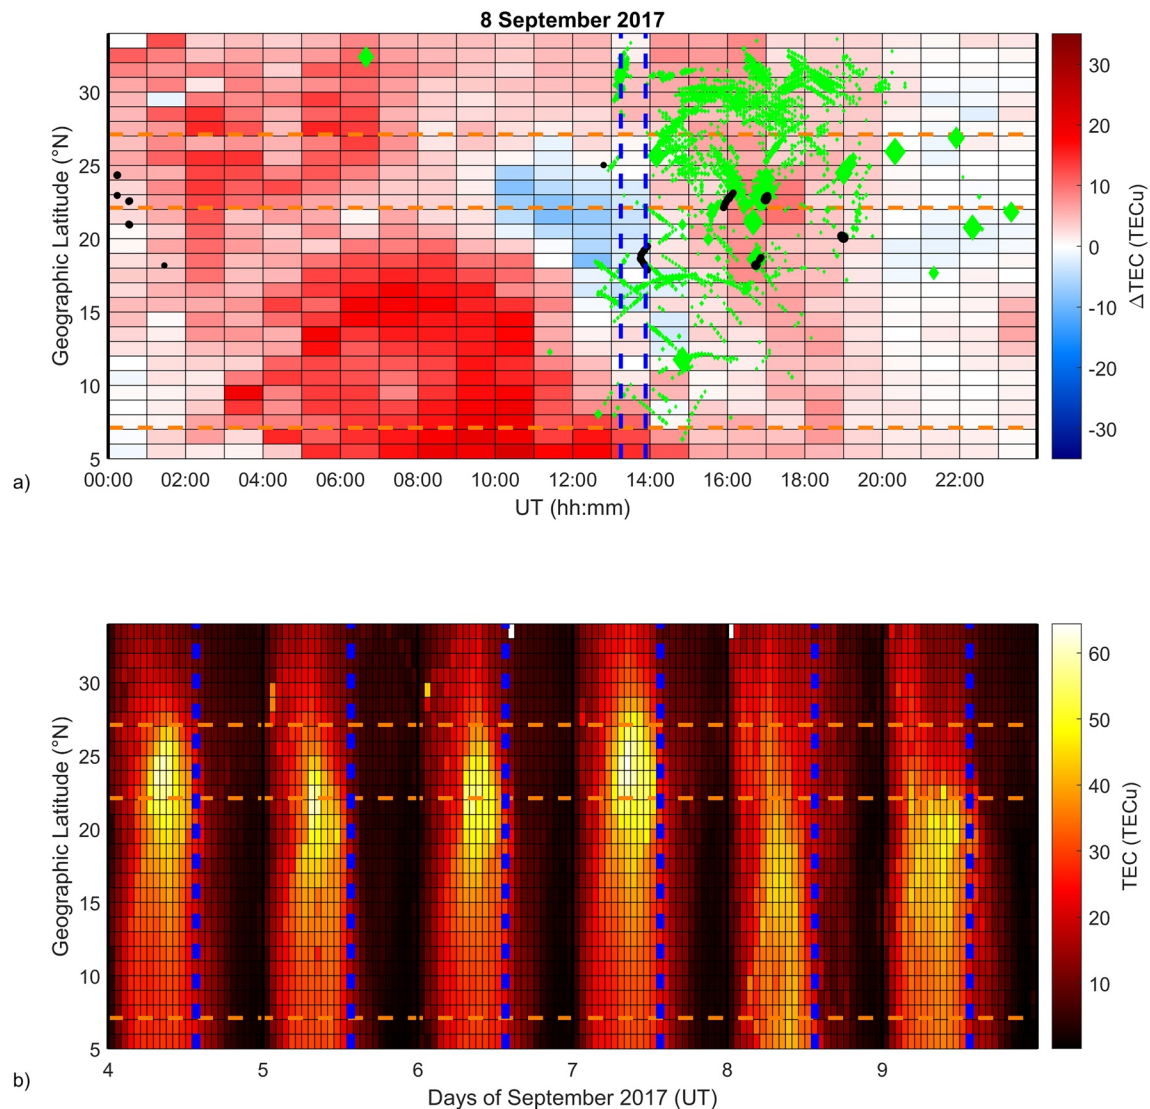 8 September 2017
30
25
20
15
10
5
Geographic Latitude (°N)
00:00 02:00 04:00 06:00 08:00 10:00 12:00 14:00 16:00 18:00 20:00 22:00
UT (hh:mm)
30
20
10
0
-10
-20
-30
△TEC (TECu)
a)
30
25
20
15
10
5
Geographic Latitude (°N)
4 5 6 7 8 9
Days of September 2017 (UT)
60
50
40
30
20
10
TEC (TECu)
b)